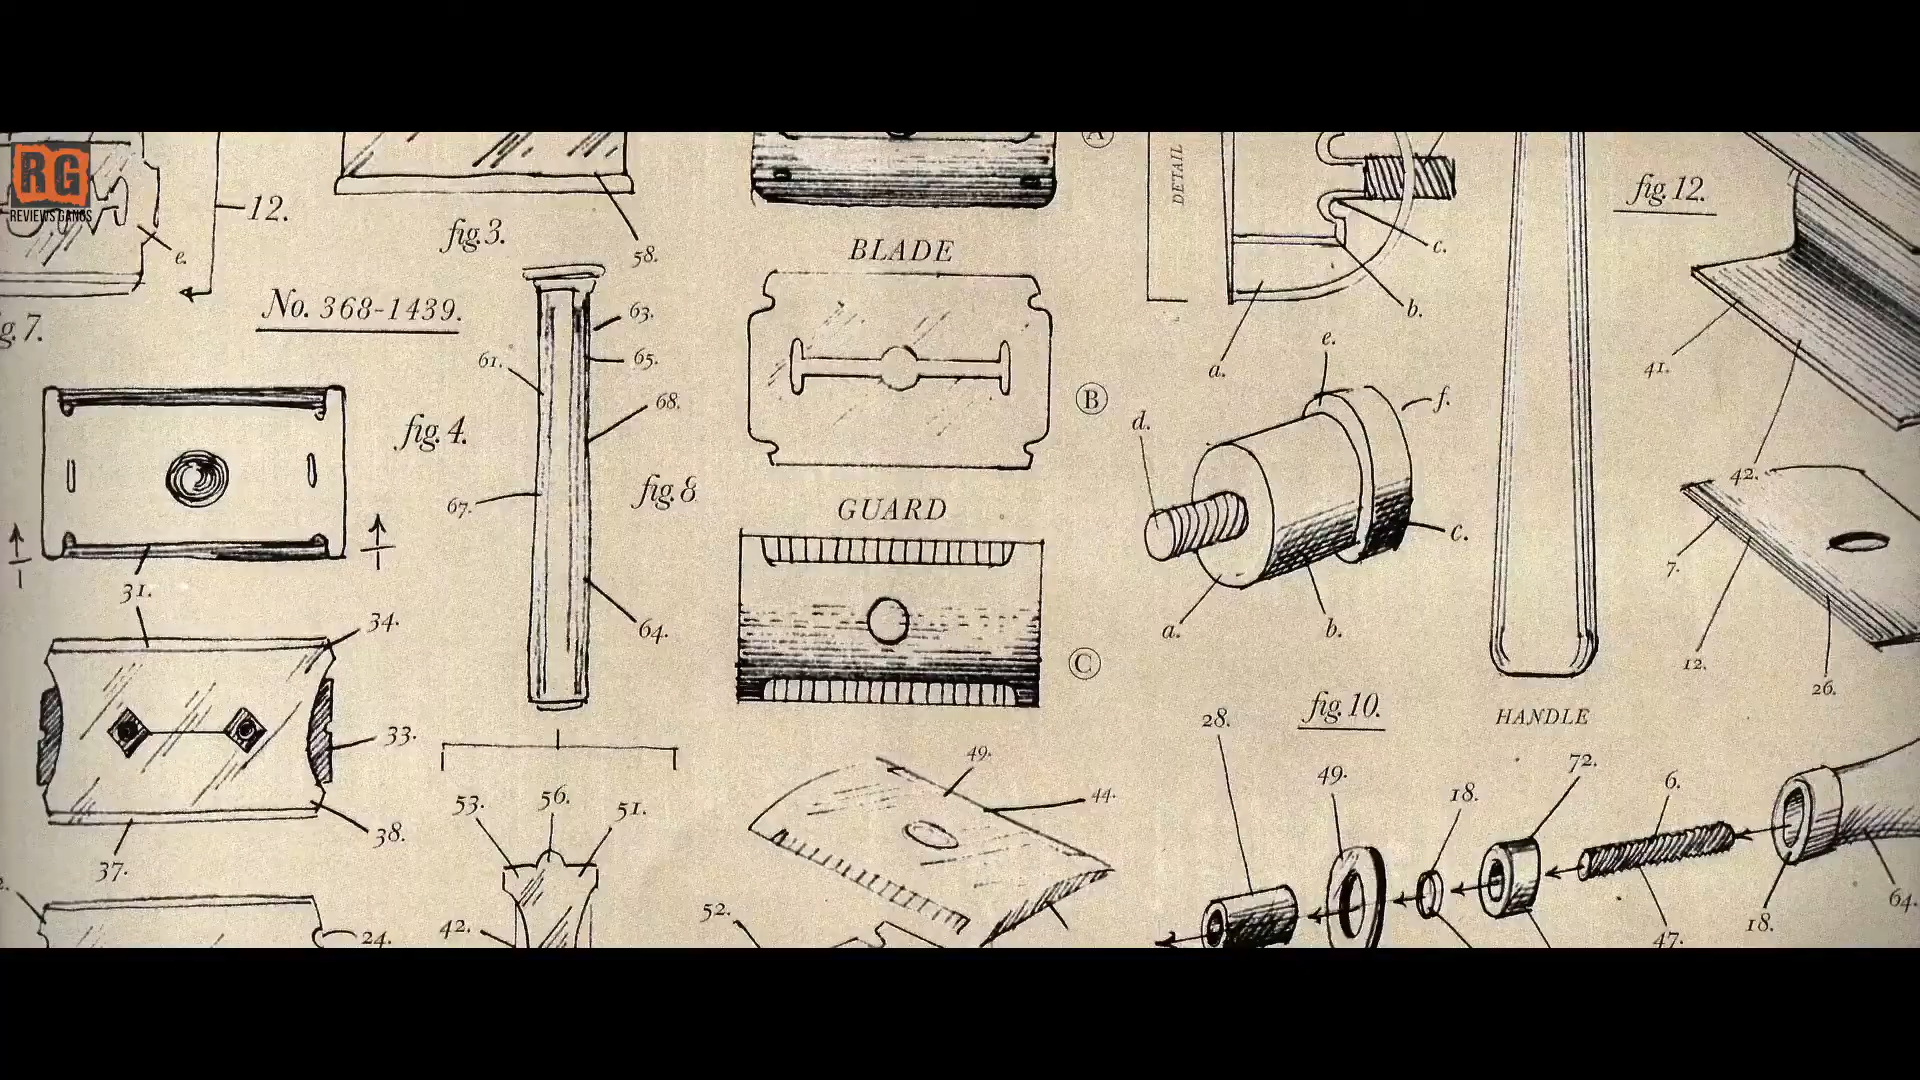 RG
REVIEWS GANGS
12.
e.
fig.3.
58.
No. 368-1439.
63.
61.
65.
68.
fig.4.
67.
fig.8
31.
64.
34.
33.
38.
37.
53.
56.
51.
42.
24.
BLADE
B
GUARD
C
49.
44.
52.
DETAIL
c.
b.
a.
e.
f.
d.
c.
a.
b.
fig.10.
HANDLE
28.
49.
18.
72.
6.
47.
18.
64.
fig.12.
41.
42.
7.
12.
26.